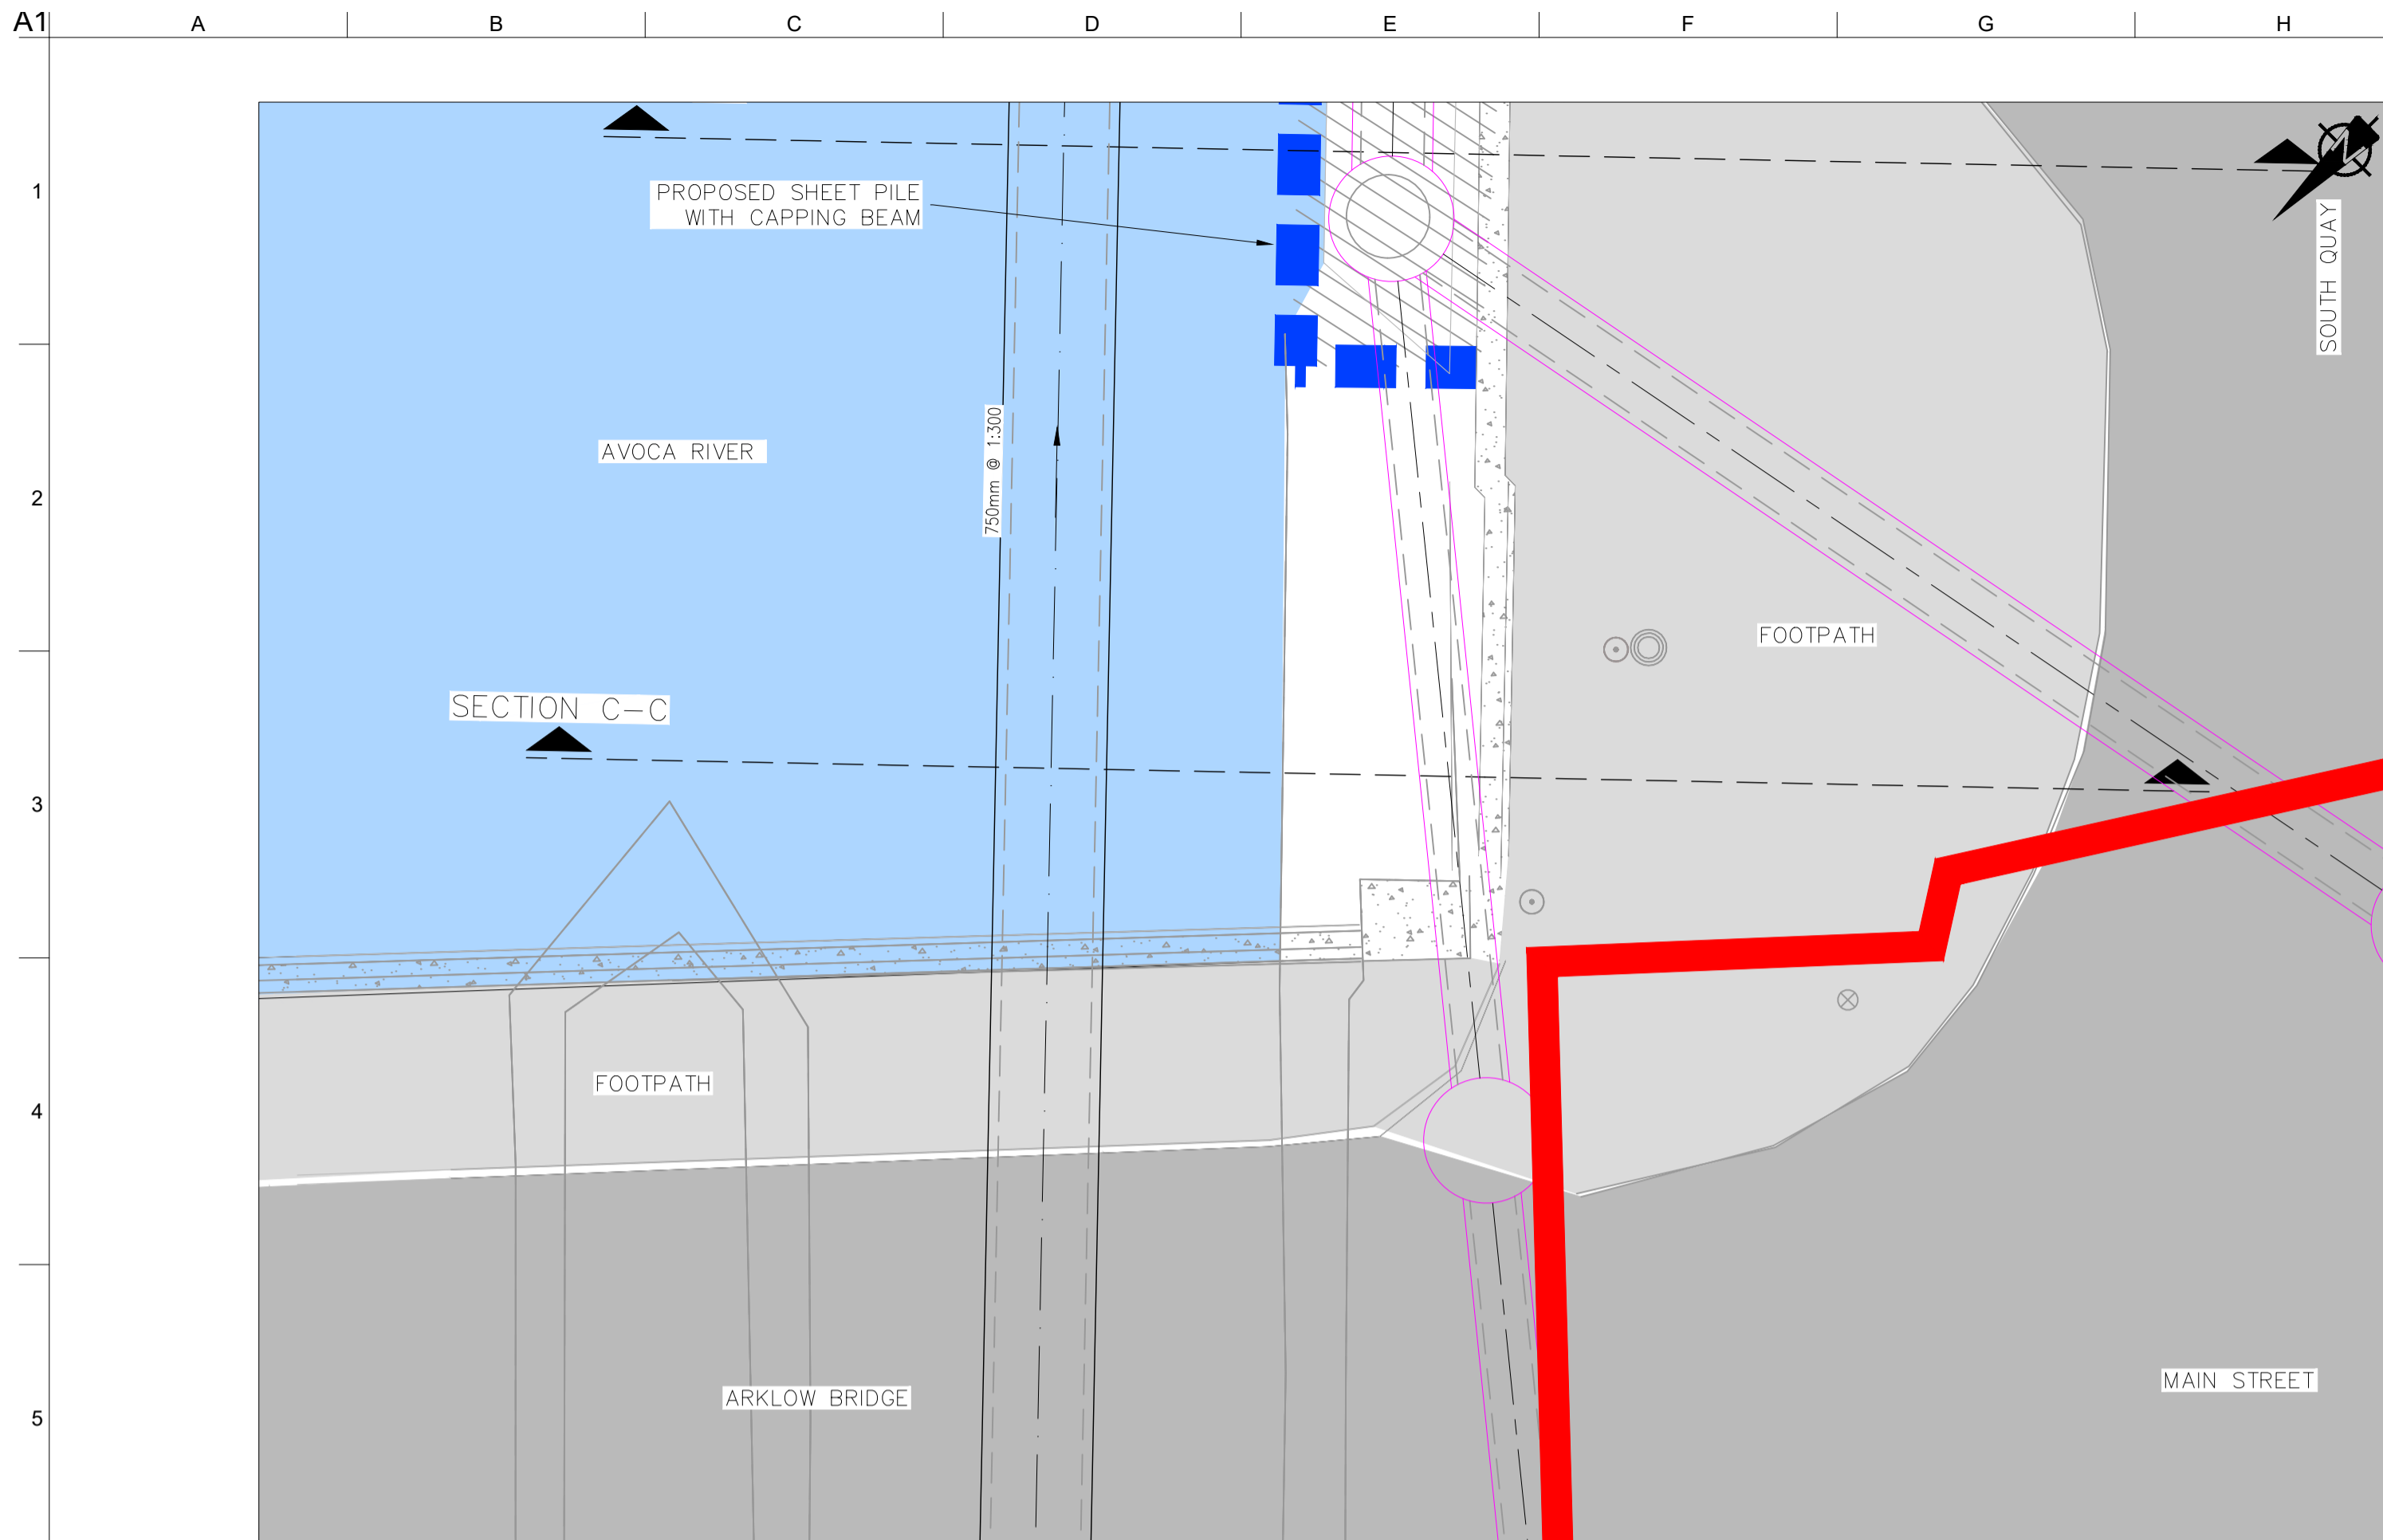 A1
A B C D E F G H
1
PROPOSED SHEET PILE
WITH CAPPING BEAM
N
SOUTH QUAY
AVOCA RIVER
750mm @ 1:300
2
FOOTPATH
SECTION C-C
3
FOOTPATH
4
ARKLOW BRIDGE
MAIN STREET
5